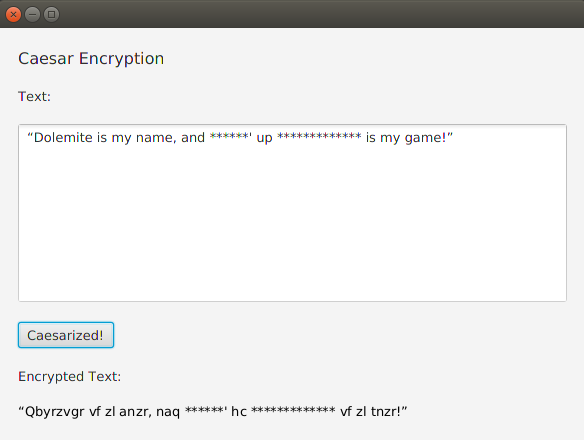 Caesar Encryption
Text:
“Dolemite is my name, and ******' up ************* is my game!”
Caesarized!
Encrypted Text:
“Qbyrzvgr vf zl anzr, naq ******' hc ************* vf zl tnzr!”